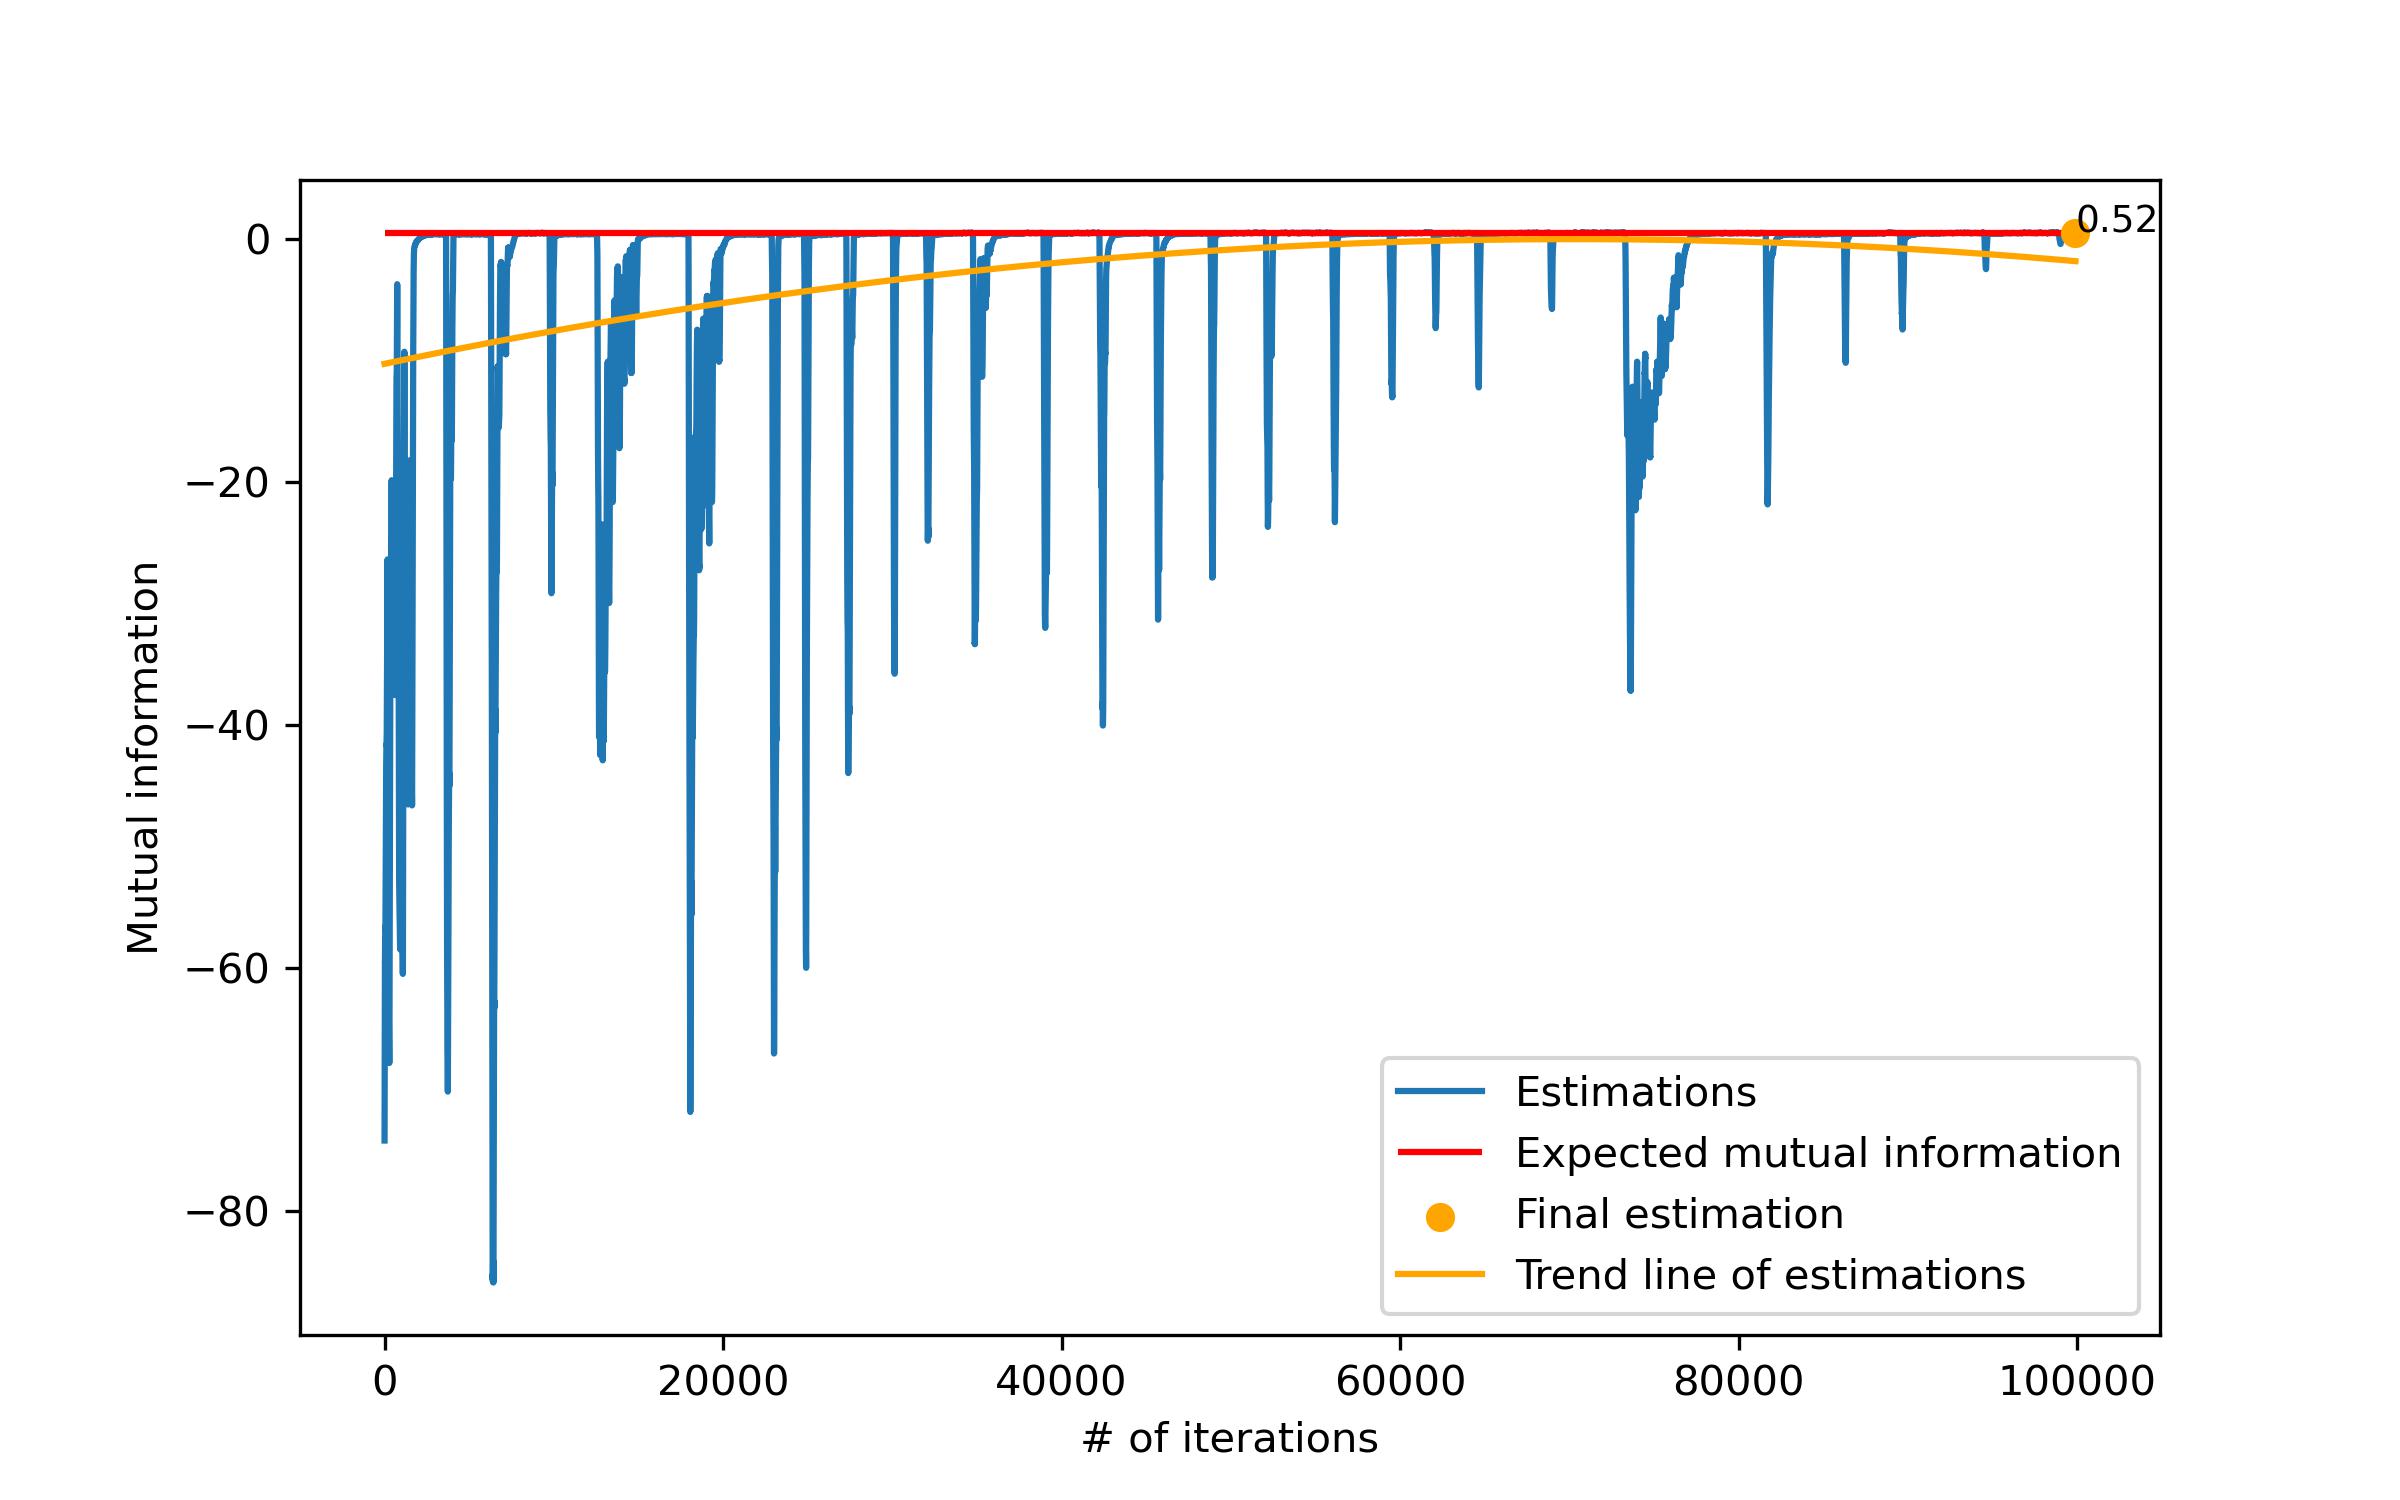 0.52
0
−20
−40
−60
−80
Mutual information
0 20000 40000 60000 80000 100000
# of iterations
Estimations
Expected mutual information
Final estimation
Trend line of estimations